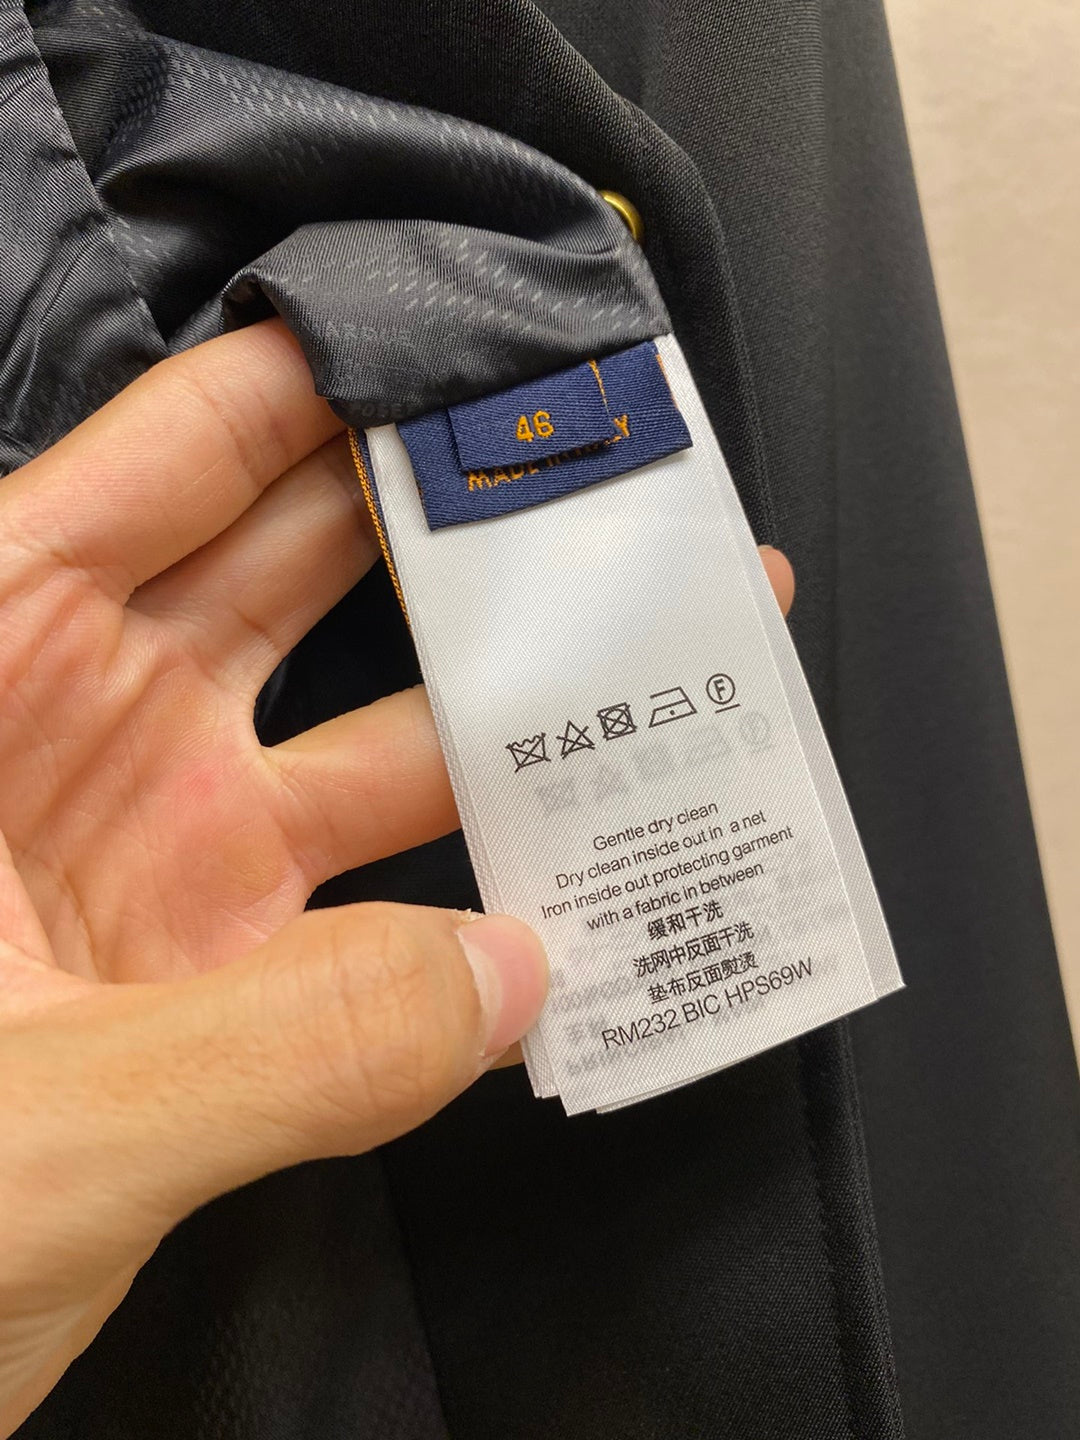 46
MADE IN ITALY
F
Gentle dry clean
Dry clean inside out in a net
Iron inside out protecting garment
with a fabric in between
缓和干洗
洗网中反面干洗
垫布反面熨烫
RM232 BIC HPS69W